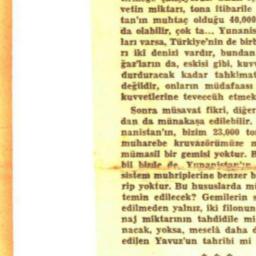 vetin miktarı, tona itibarile
tan'ın muhtaç olduğu 40,000
da olabilir, çok ta... Yunanis
ları varsa, Türkiye'nin de birb
rı iki denizi vardır, bundan
ğar'ların da, eskisi gibi, kuvv
durduracak kadar tahkimat
değildir, onların müdafaası
kuvvetlerine teveccüh etmek
Sonra müsavat fikri, diğer
dan da münakaşa edilebilir.
nanistan'ın, bizim 23,000 ton
muharebe kruvazörümüze m
mümasil bir gemisi yoktur. B
bil bizde de Yunanistan'ın
sistem muhriplerine benzer b
rip yoktur. Bu hususlarda mi
temin edilecek? Gemilerin s
edilmeden yalnız, iki filonun
naj miktarının tahdidile mi
nacak, yoksa, meselâ daha d
edilen Yavuz'un tahribi mi